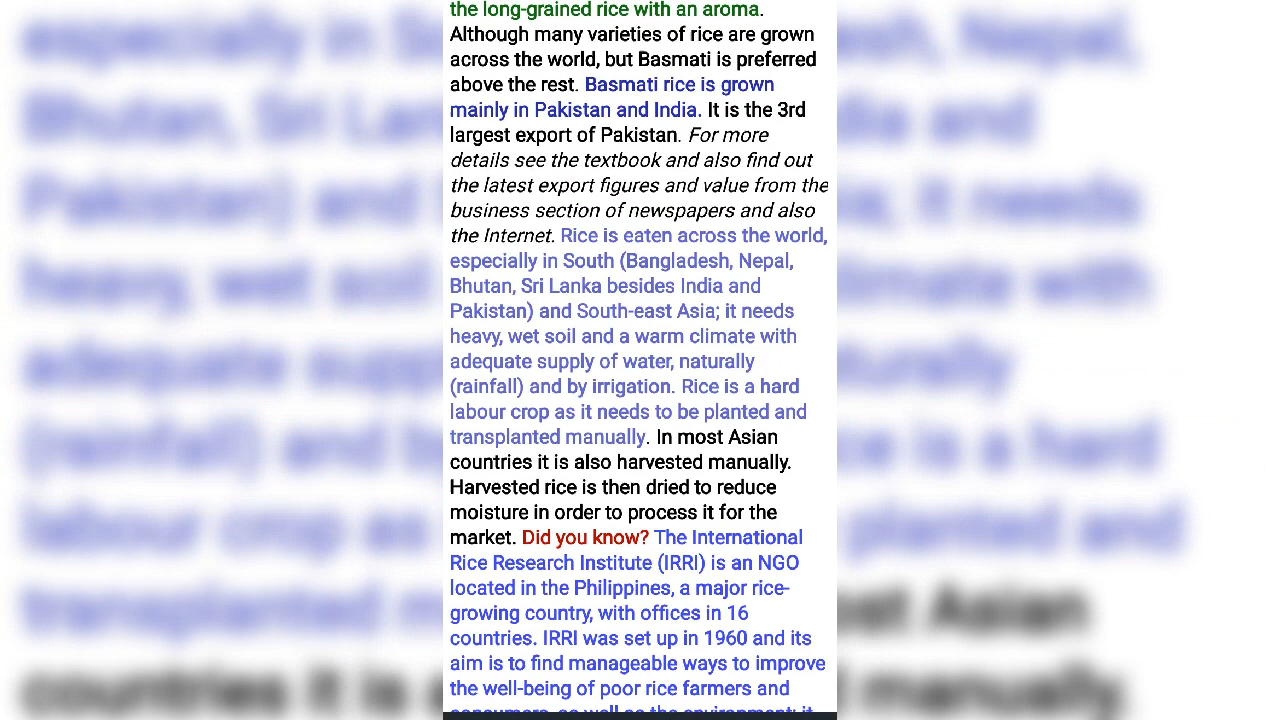 the long-grained rice with an aroma.
Although many varieties of rice are grown
across the world, but Basmati is preferred
above the rest. Basmati rice is grown
mainly in Pakistan and India. It is the 3rd
largest export of Pakistan. For more
details see the textbook and also find out
the latest export figures and value from the
business section of newspapers and also
the Internet. Rice is eaten across the world,
especially in South (Bangladesh, Nepal,
Bhutan, Sri Lanka besides India and
Pakistan) and South-east Asia; it needs
heavy, wet soil and a warm climate with
adequate supply of water, naturally
(rainfall) and by irrigation. Rice is a hard
labour crop as it needs to be planted and
transplanted manually. In most Asian
countries it is also harvested manually.
Harvested rice is then dried to reduce
moisture in order to process it for the
market. Did you know? The International
Rice Research Institute (IRRI) is an NGO
located in the Philippines, a major rice-
growing country, with offices in 16
countries. IRRI was set up in 1960 and its
aim is to find manageable ways to improve
the well-being of poor rice farmers and
consumers, as well as the environment; it